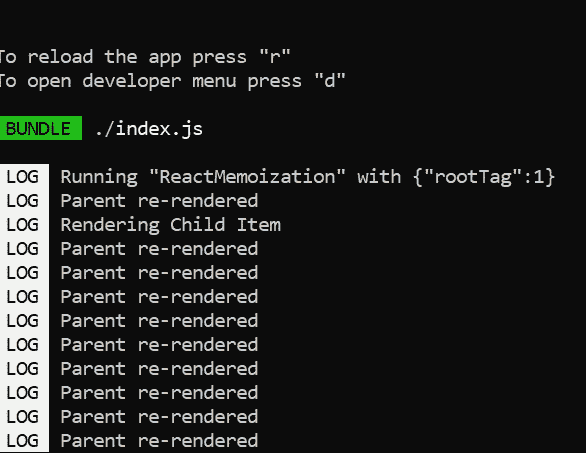 To reload the app press "r"
To open developer menu press "d"
BUNDLE ./index.js
LOG Running "ReactMemoization" with {"rootTag":1}
LOG Parent re-rendered
LOG Rendering Child Item
LOG Parent re-rendered
LOG Parent re-rendered
LOG Parent re-rendered
LOG Parent re-rendered
LOG Parent re-rendered
LOG Parent re-rendered
LOG Parent re-rendered
LOG Parent re-rendered
LOG Parent re-rendered